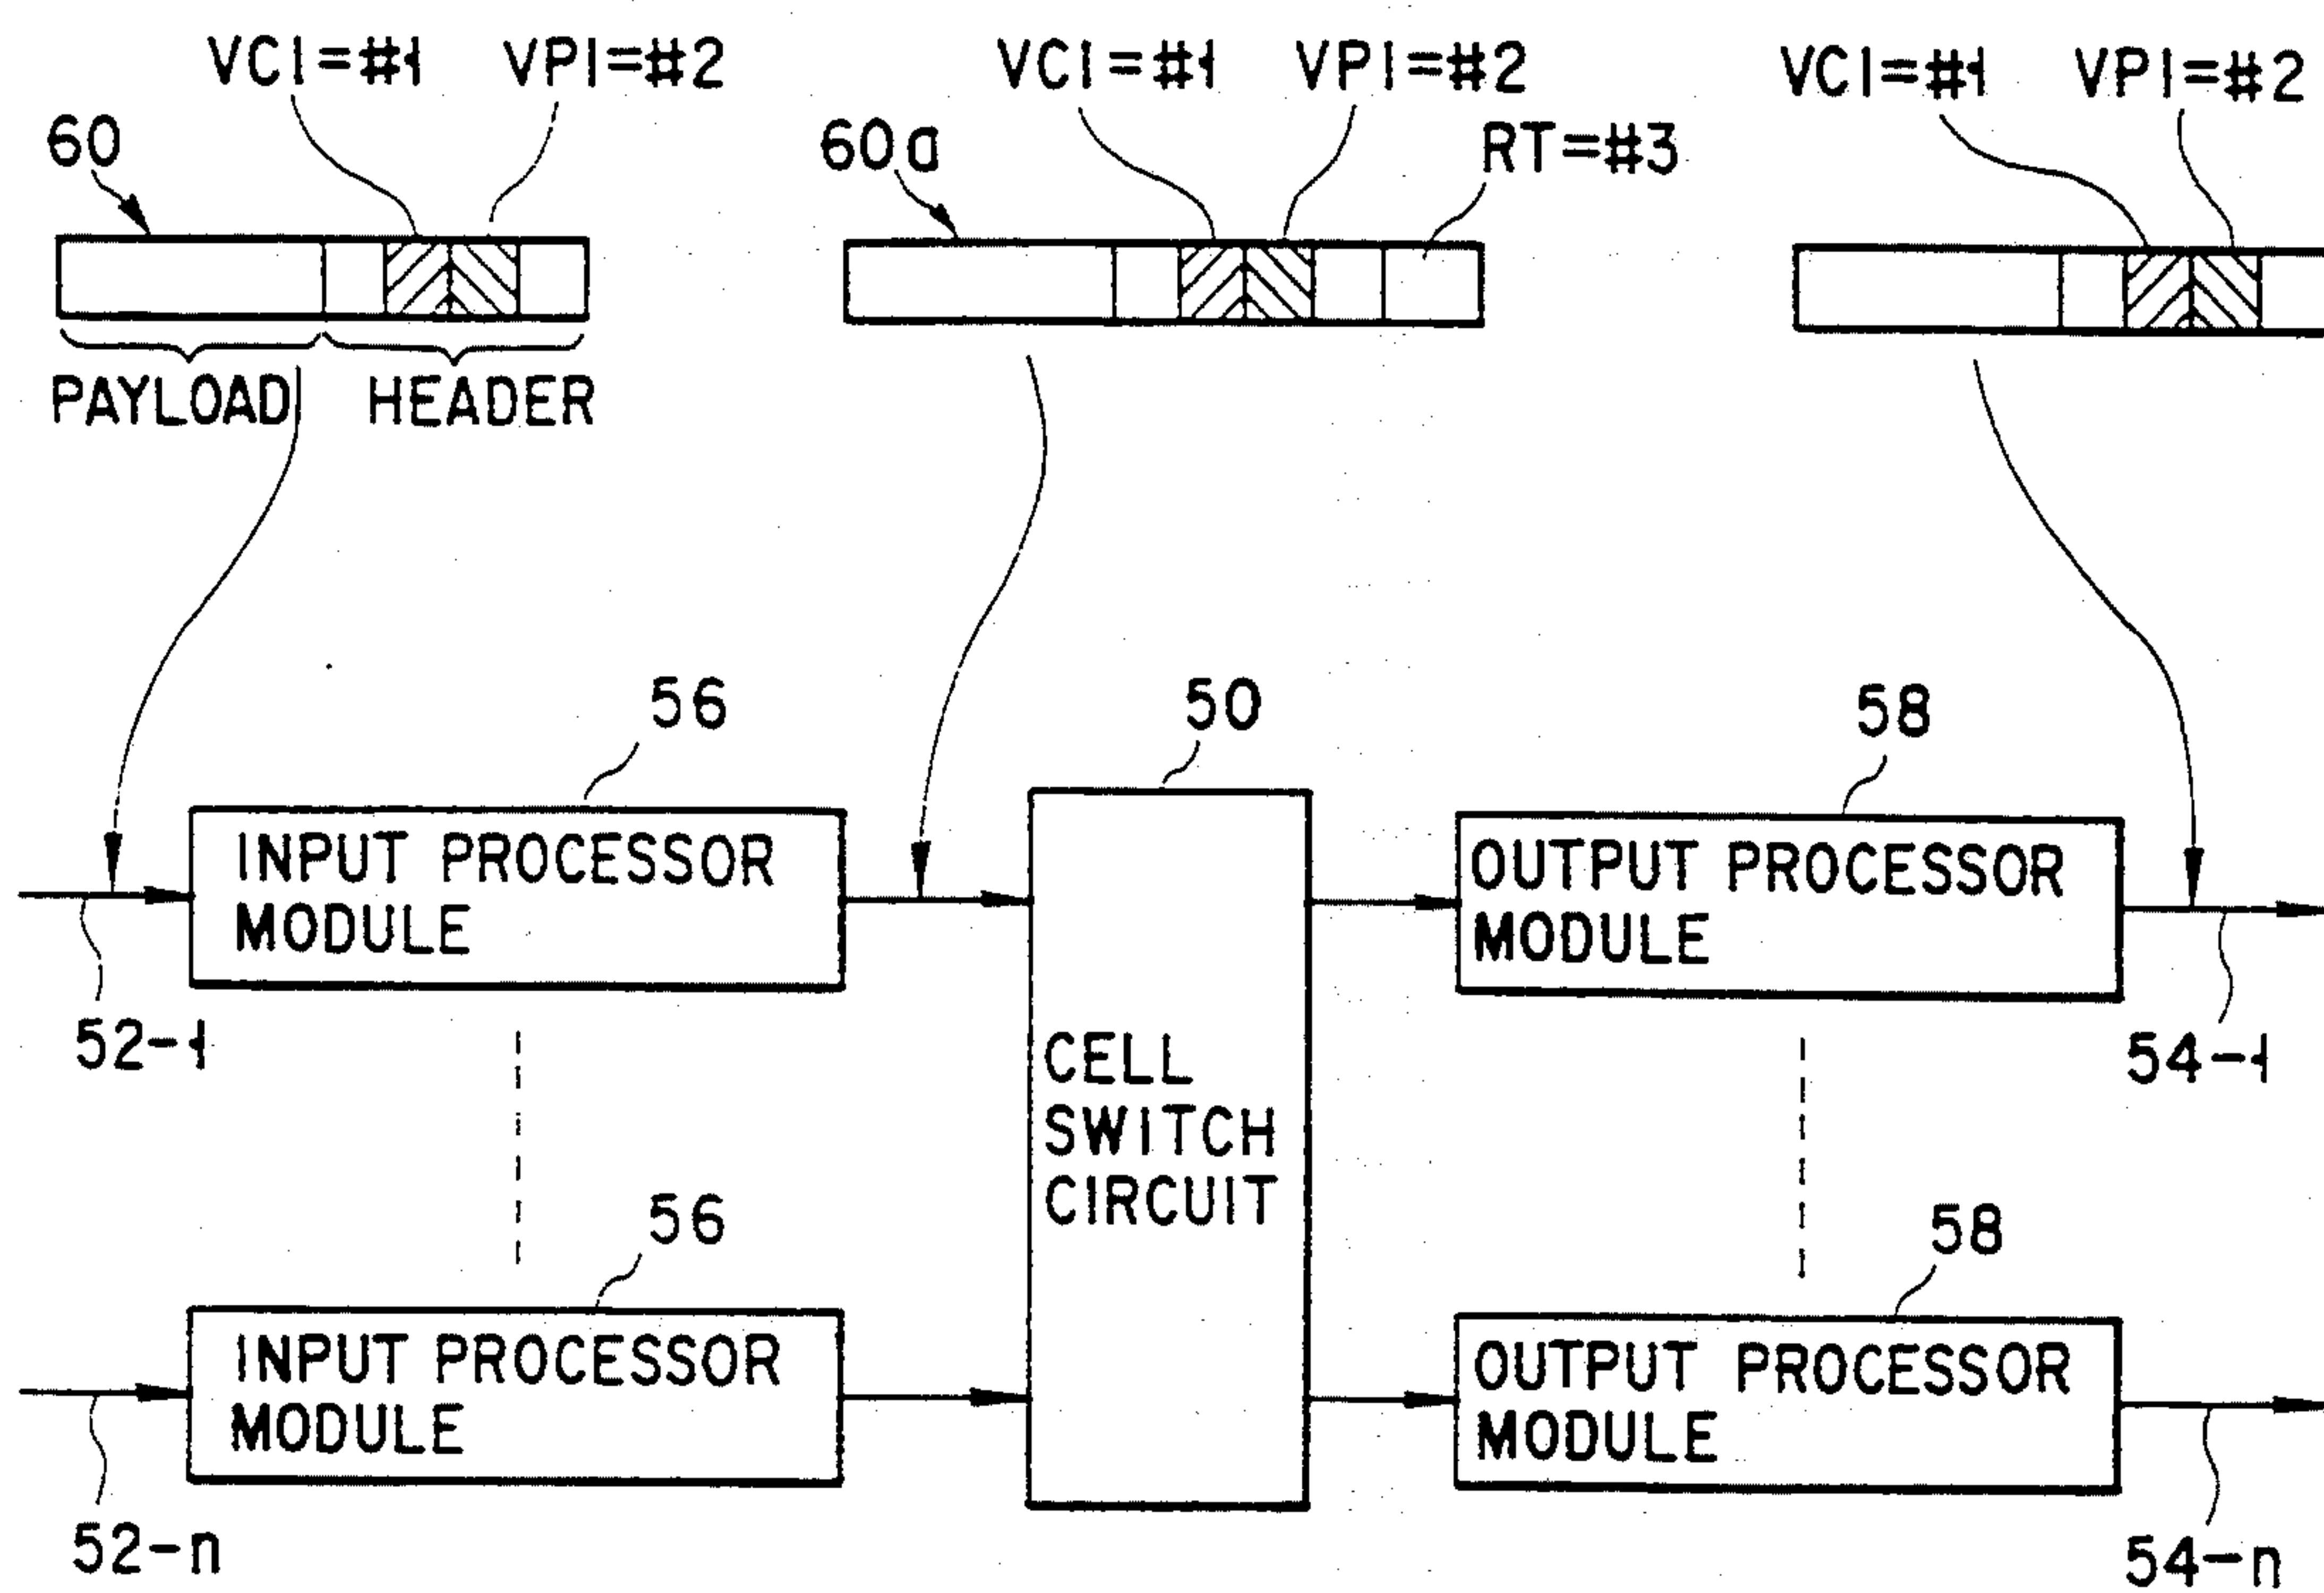 VCI=#1 VPI=#2
VCI=#1 VPI=#2
VCI=#1 VPI=#2
60
60a
RT=#3
PAYLOAD HEADER
56
50
58
INPUT PROCESSOR
MODULE
OUTPUT PROCESSOR
MODULE
52-1
54-1
CELL
SWITCH
CIRCUIT
56
58
INPUT PROCESSOR
MODULE
OUTPUT PROCESSOR
MODULE
52-n
54-n